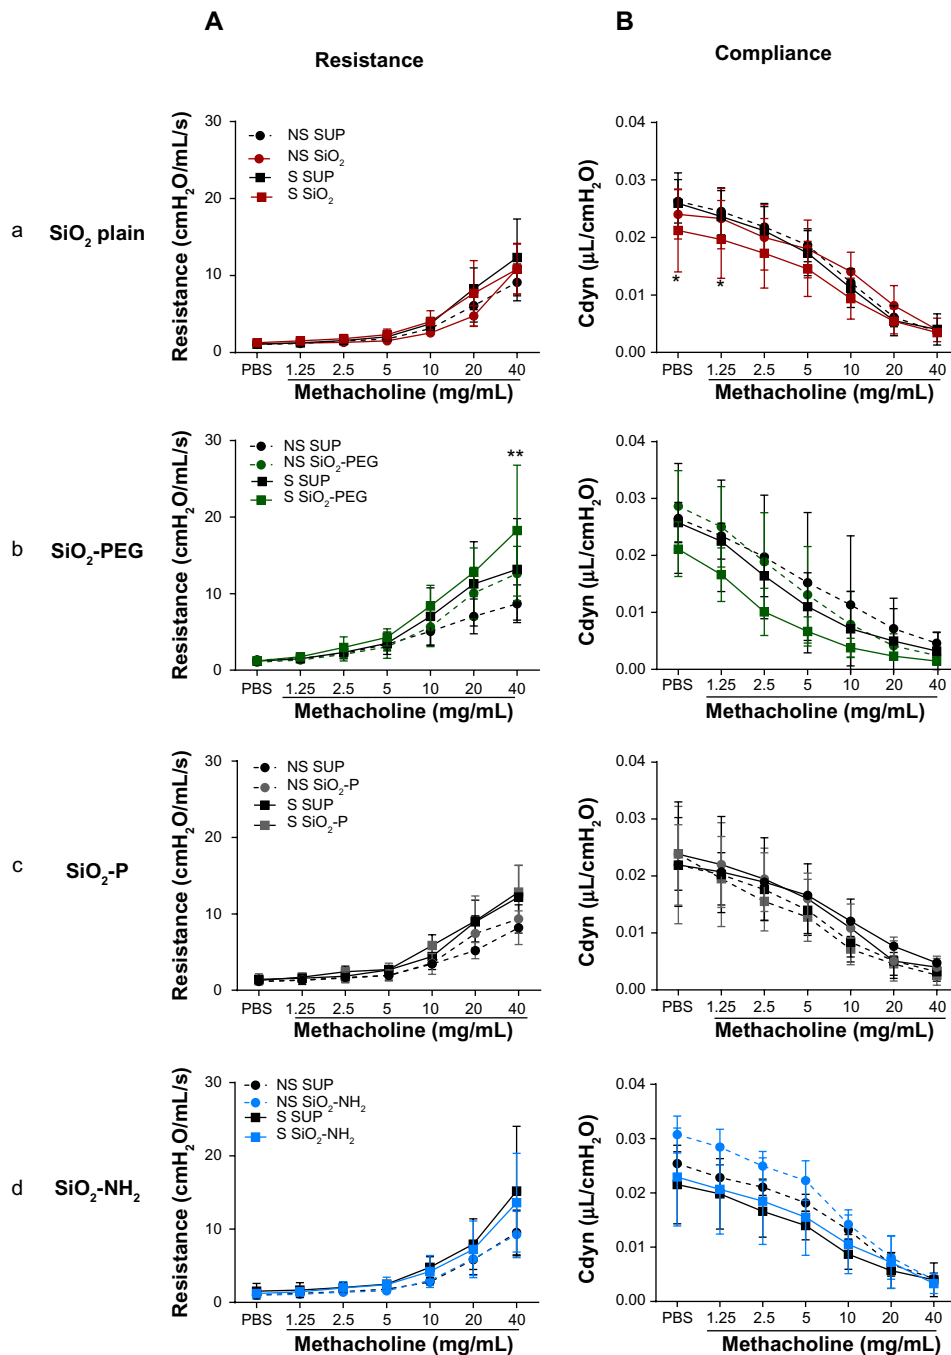 A
B
Resistance
Compliance
a
SiO2 plain
Resistance (cmH2O/mL/s)
30
20
10
0
NS SUP
NS SiO2
S SUP
S SiO2
PBS 1.25 2.5 5 10 20 40
Methacholine (mg/mL)
Cdyn (µL/cmH2O)
0.04
0.03
0.02
0.01
0.00
*
*
PBS 1.25 2.5 5 10 20 40
Methacholine (mg/mL)
b
SiO2-PEG
Resistance (cmH2O/mL/s)
30
20
10
0
NS SUP
NS SiO2-PEG
S SUP
S SiO2-PEG
**
PBS 1.25 2.5 5 10 20 40
Methacholine (mg/mL)
Cdyn (µL/cmH2O)
0.04
0.03
0.02
0.01
0.00
PBS 1.25 2.5 5 10 20 40
Methacholine (mg/mL)
c
SiO2-P
Resistance (cmH2O/mL/s)
30
20
10
0
NS SUP
NS SiO2-P
S SUP
S SiO2-P
PBS 1.25 2.5 5 10 20 40
Methacholine (mg/mL)
Cdyn (µL/cmH2O)
0.04
0.03
0.02
0.01
0.00
PBS 1.25 2.5 5 10 20 40
Methacholine (mg/mL)
d
SiO2-NH2
Resistance (cmH2O/mL/s)
30
20
10
0
NS SUP
NS SiO2-NH2
S SUP
S SiO2-NH2
PBS 1.25 2.5 5 10 20 40
Methacholine (mg/mL)
Cdyn (µL/cmH2O)
0.04
0.03
0.02
0.01
0.00
PBS 1.25 2.5 5 10 20 40
Methacholine (mg/mL)